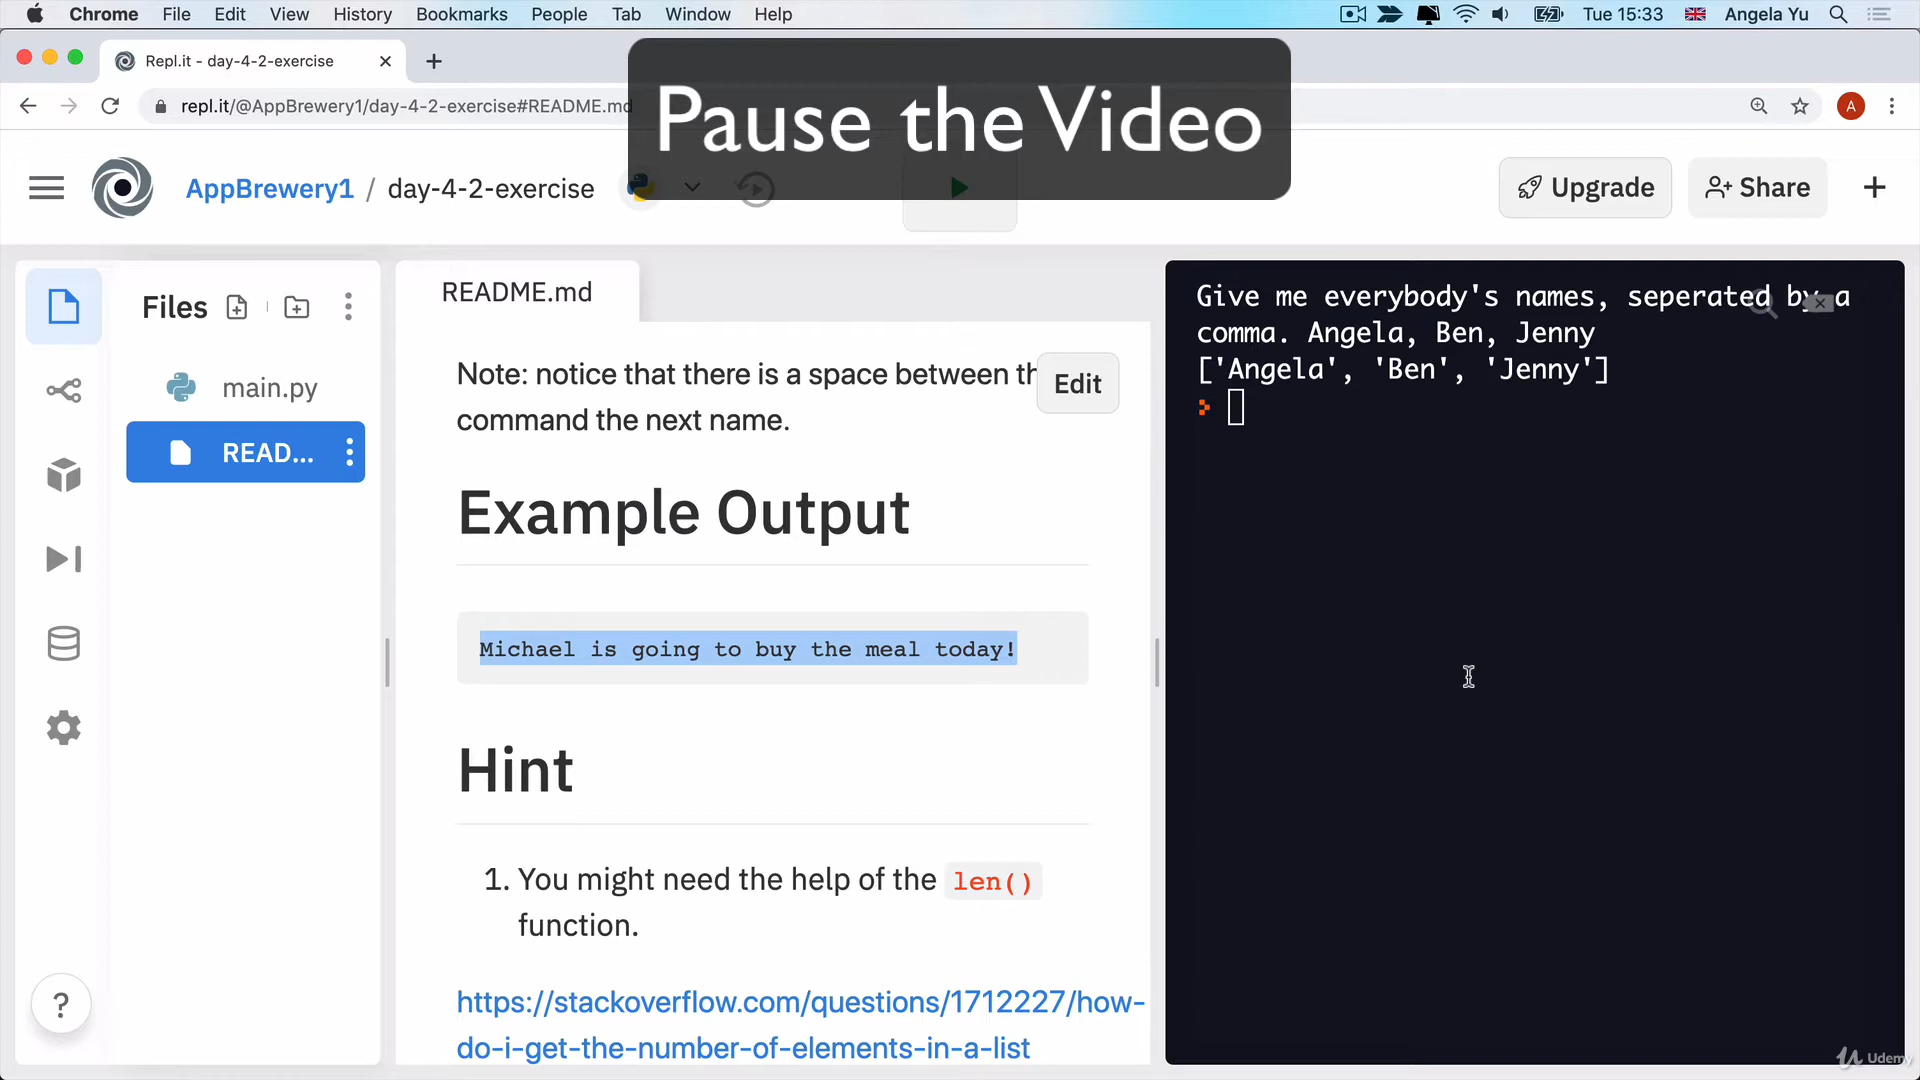 Chrome File Edit View History Bookmarks People Tab Window Help Tue 15:33 Angela Yu
Repl.it - day-4-2-exercise
repl.it/@AppBrewery1/day-4-2-exercise#README.md A
Pause the Video
AppBrewery1 / day-4-2-exercise Upgrade Share
Files
main.py
READ...
README.md
Note: notice that there is a space between th
command the next name.
Edit
Example Output
Michael is going to buy the meal today!
Hint
1. You might need the help of the len()
function.
https://stackoverflow.com/questions/1712227/how-
do-i-get-the-number-of-elements-in-a-list
Give me everybody's names, seperated by a
comma. Angela, Ben, Jenny
['Angela', 'Ben', 'Jenny']
?
Udemy